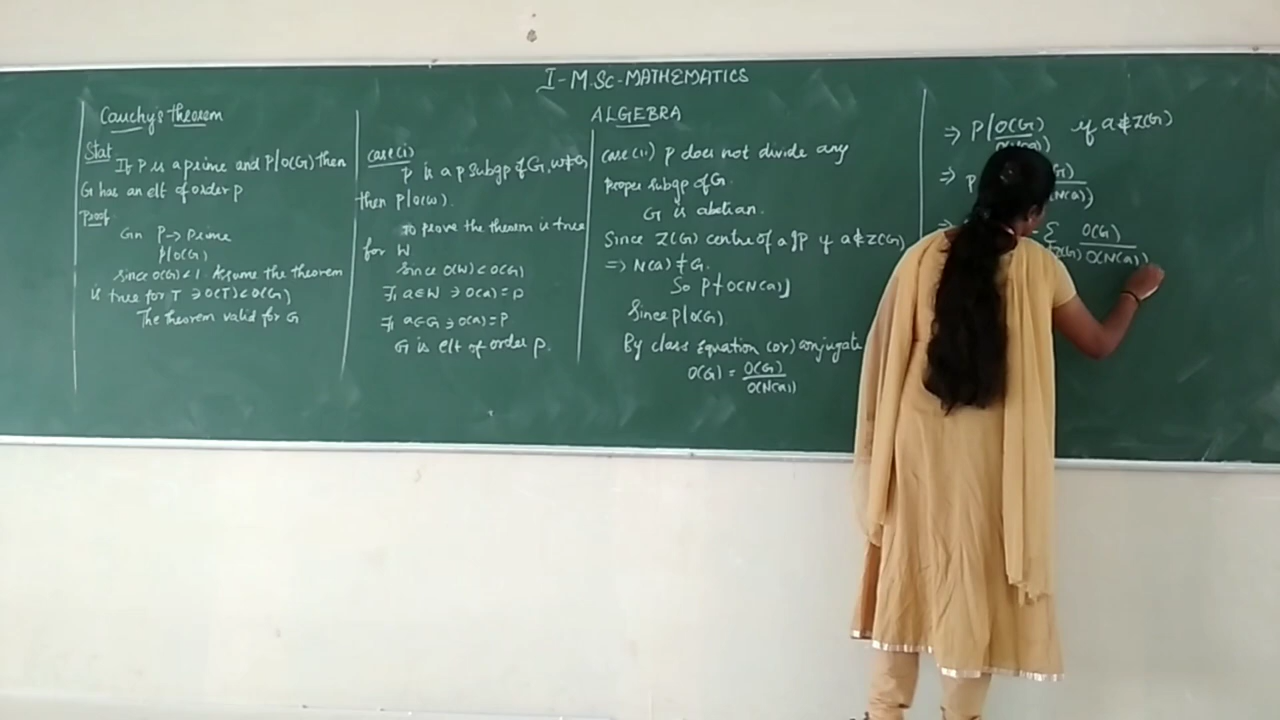 I-M.Sc-MATHEMATICS
ALGEBRA
Cauchy's theorem
Stat
If P is a prime and P/O(G) then
G has an elt of order p
Proof
Gn P→Prime
P/O(G)
Since O(G)<1. Assume the theorem
is true for T ∋ O(T)<O(G)
The theorem valid for G
case(i)
P is a p subgp of G, W≠G,
then p/o(w).
To prove the theorem is true
for W
Since O(W)<O(G)
∃ a∈W ∋ O(a)=p
∃ a∈G ∋ O(a)=P
G is elt of order p.
case(ii) P does not divide any
proper subgp of G.
G is abelian.
Since Z(G) centre of a gp if a∉Z(G)
⇒ N(a)≠G.
So P∤O(N(a))
Since p/O(G)
By class Equation (or) conjugate
O(G) = O(G)/O(N(a))
⇒ P/O(G) if a∉Z(G)
⇒ P
N(a))
Σ O(G)/O(N(a))